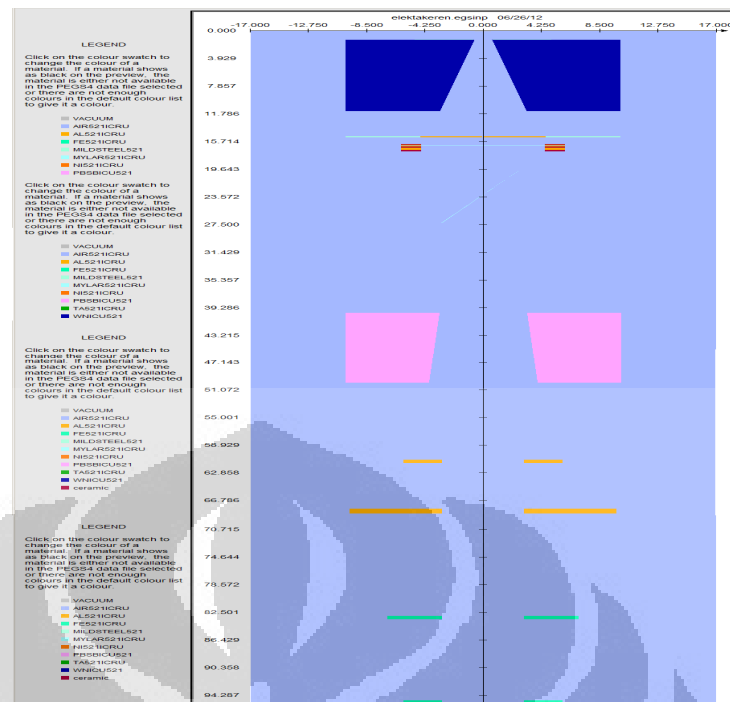 elektakeren.egsinp 06/26/12
-17.000 -12.750 -8.500 -4.250 0.000 4.250 8.500 12.750 17.000
0.000
3.929
7.857
11.786
15.714
19.643
23.572
27.500
31.429
35.357
39.286
43.215
47.143
51.072
55.001
58.929
62.858
66.786
70.715
74.644
78.572
82.501
86.429
90.358
94.287
LEGEND
Click on the colour swatch to
change the colour of a
material. If a material shows
as black on the preview, the
material is either not available
in the PEGS4 data file selected
or there are not enough
colours in the default colour list
to give it a colour.
VACUUM
AIR521ICRU
AL521ICRU
FE521ICRU
MILDSTEEL521
MYLAR521ICRU
NI521ICRU
PBSBICU521
Click on the colour swatch to
change the colour of a
material. If a material shows
as black on the preview, the
material is either not available
in the PEGS4 data file selected
or there are not enough
colours in the default colour list
to give it a colour.
VACUUM
AIR521ICRU
AL521ICRU
FE521ICRU
MILDSTEEL521
MYLAR521ICRU
NI521ICRU
PBSBICU521
TA521ICRU
WNICU521
LEGEND
Click on the colour swatch to
change the colour of a
material. If a material shows
as black on the preview, the
material is either not available
in the PEGS4 data file selected
or there are not enough
colours in the default colour list
to give it a colour.
VACUUM
AIR521ICRU
AL521ICRU
FE521ICRU
MILDSTEEL521
MYLAR521ICRU
NI521ICRU
PBSBICU521
TA521ICRU
WNICU521
ceramic
LEGEND
Click on the colour swatch to
change the colour of a
material. If a material shows
as black on the preview, the
material is either not available
in the PEGS4 data file selected
or there are not enough
colours in the default colour list
to give it a colour.
VACUUM
AIR521ICRU
AL521ICRU
FE521ICRU
MILDSTEEL521
MYLAR521ICRU
NI521ICRU
PBSBICU521
TA521ICRU
WNICU521
ceramic